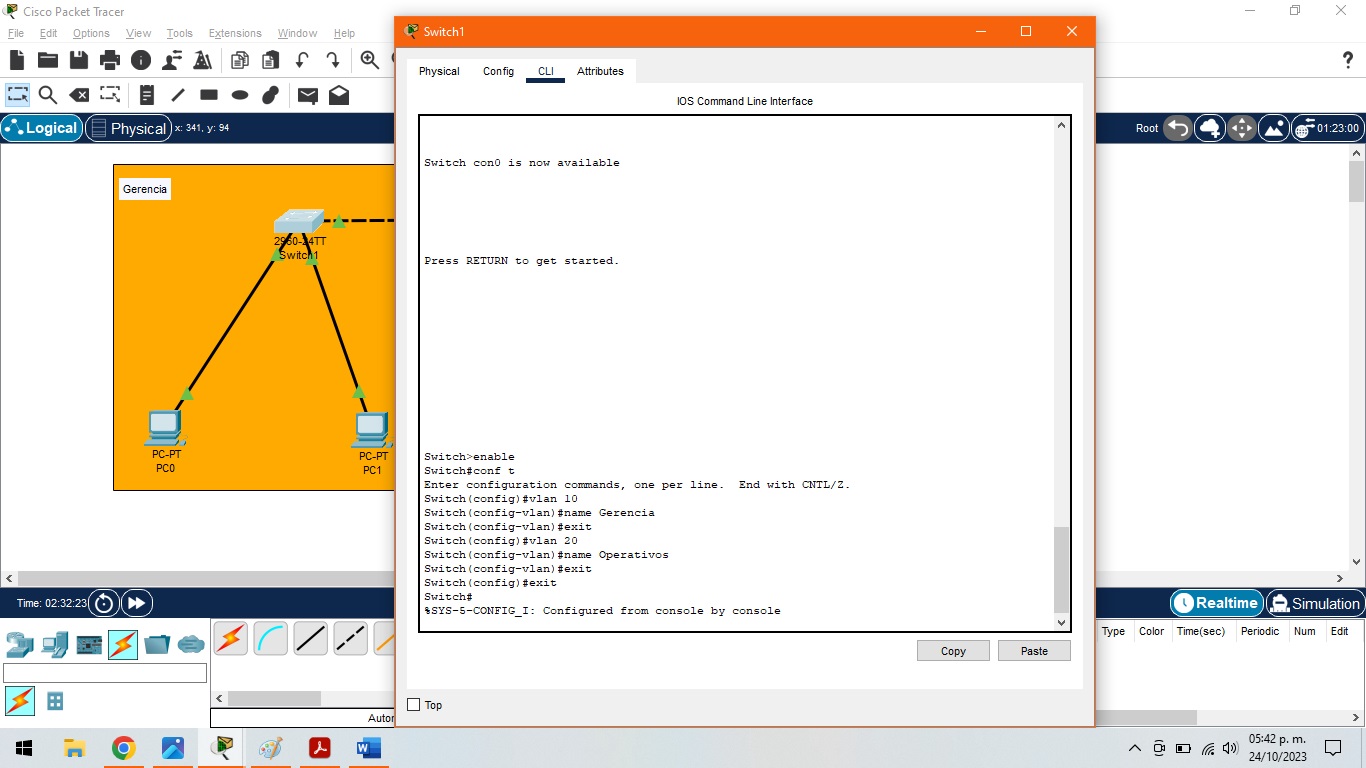 Cisco Packet Tracer
File Edit Options View Tools Extensions Window Help
Logical Physical x: 341, y: 94
Root 01:23:00
Gerencia
2960-24TT
Switch1
PC-PT
PC0
PC-PT
PC1
Switch1
Physical Config CLI Attributes
IOS Command Line Interface
Switch con0 is now available
Press RETURN to get started.
Switch>enable
Switch#conf t
Enter configuration commands, one per line.  End with CNTL/Z.
Switch(config)#vlan 10
Switch(config-vlan)#name Gerencia
Switch(config-vlan)#exit
Switch(config)#vlan 20
Switch(config-vlan)#name Operativos
Switch(config-vlan)#exit
Switch(config)#exit
Switch#
%SYS-5-CONFIG_I: Configured from console by console
Copy Paste
Top
Time: 02:32:23
Realtime Simulation
Type Color Time(sec) Periodic Num Edit
Autor
05:42 p. m.
24/10/2023